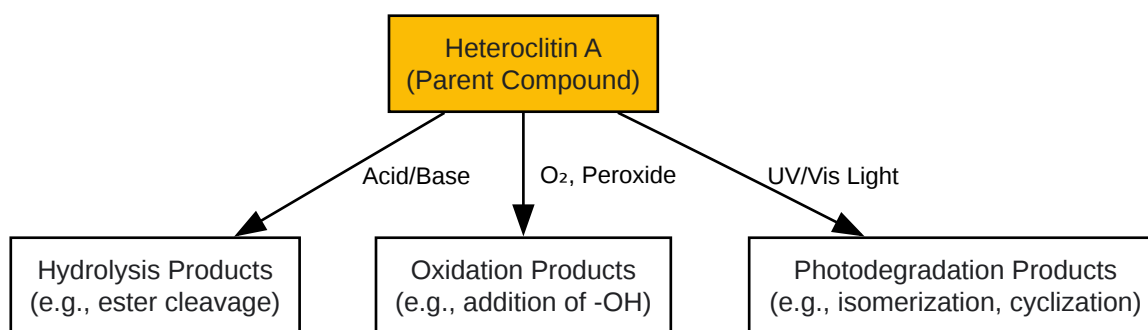 Heteroclitin A
(Parent Compound)
Acid/Base
O₂, Peroxide
UV/Vis Light
Hydrolysis Products
(e.g., ester cleavage)
Oxidation Products
(e.g., addition of -OH)
Photodegradation Products
(e.g., isomerization, cyclization)